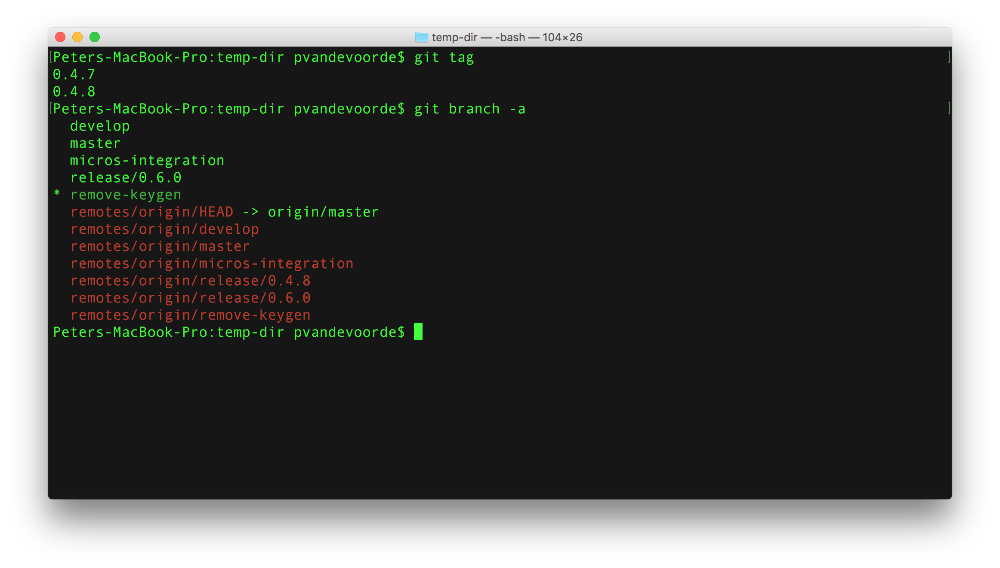 temp-dir — -bash — 104×26
[Peters-MacBook-Pro:temp-dir pvandevoorde$ git tag ]
0.4.7
0.4.8
[Peters-MacBook-Pro:temp-dir pvandevoorde$ git branch -a ]
  develop
  master
  micros-integration
  release/0.6.0
* remove-keygen
  remotes/origin/HEAD -> origin/master
  remotes/origin/develop
  remotes/origin/master
  remotes/origin/micros-integration
  remotes/origin/release/0.4.8
  remotes/origin/release/0.6.0
  remotes/origin/remove-keygen
Peters-MacBook-Pro:temp-dir pvandevoorde$